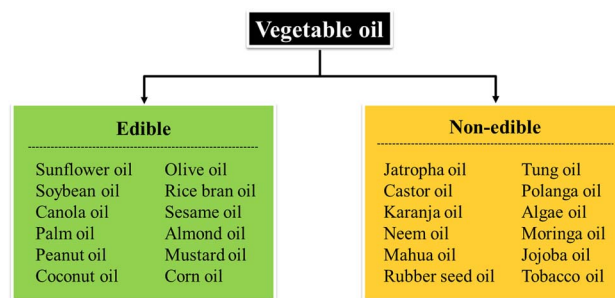 Vegetable oil
Edible
Sunflower oil Olive oil
Soybean oil Rice bran oil
Canola oil Sesame oil
Palm oil Almond oil
Peanut oil Mustard oil
Coconut oil Corn oil
Non-edible
Jatropha oil Tung oil
Castor oil Polanga oil
Karanja oil Algae oil
Neem oil Moringa oil
Mahua oil Jojoba oil
Rubber seed oil Tobacco oil